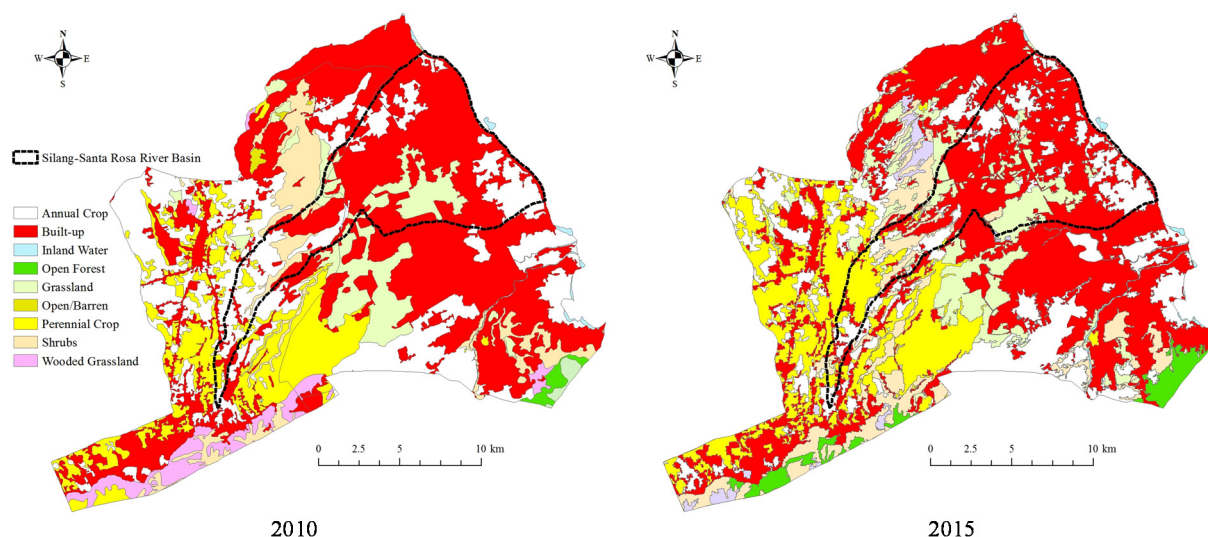 N
W E
S
Silang-Santa Rosa River Basin
Annual Crop
Built-up
Inland Water
Open Forest
Grassland
Open/Barren
Perennial Crop
Shrubs
Wooded Grassland
0 2.5 5 10 km
2010
N
W E
S
0 2.5 5 10 km
2015